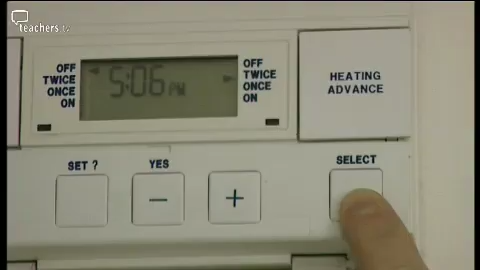 teachers tv
OFF
TWICE
ONCE
ON
5:06 PM
OFF
TWICE
ONCE
ON
HEATING
ADVANCE
SET ?
YES
SELECT
−
+